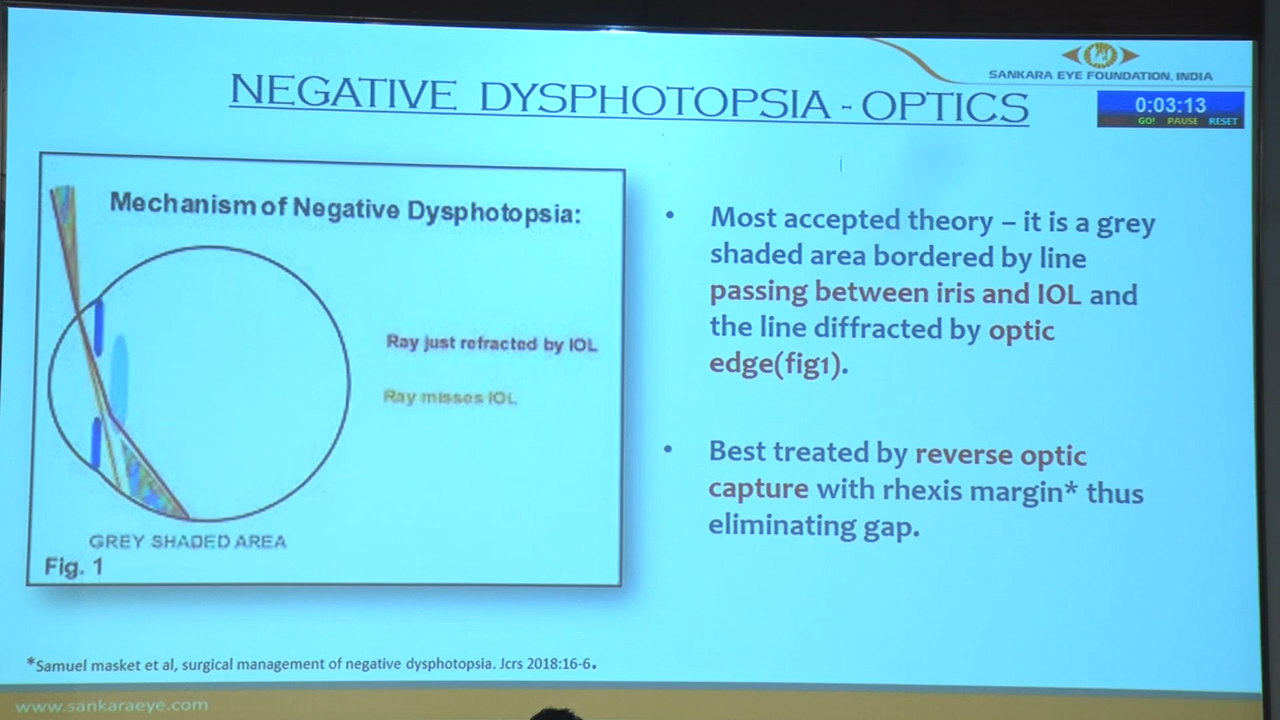 SANKARA EYE FOUNDATION, INDIA
NEGATIVE DYSPHOTOPSIA - OPTICS
0:03:13
GO! PAUSE RESET
Mechanism of Negative Dysphotopsia:
Ray just refracted by IOL
Ray misses IOL
GREY SHADED AREA
Fig. 1
• Most accepted theory – it is a grey
shaded area bordered by line
passing between iris and IOL and
the line diffracted by optic
edge(fig1).
• Best treated by reverse optic
capture with rhexis margin* thus
eliminating gap.
*Samuel masket et al, surgical management of negative dysphotopsia. Jcrs 2018:16-6.
www.sankaraeye.com